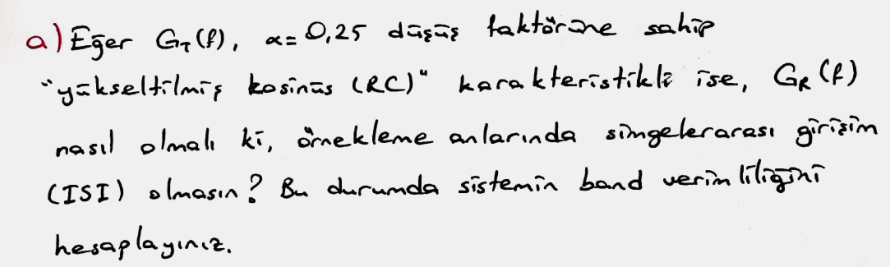 a) Eğer G_T(f), α=0,25 düşüş faktörüne sahip
"yükseltilmiş kosinüs (RC)" karakteristikli ise, G_R(f)
nasıl olmalı ki, örnekleme anlarında simgelerarası girişim
(ISI) olmasın? Bu durumda sistemin band verimliliğini
hesaplayınız.